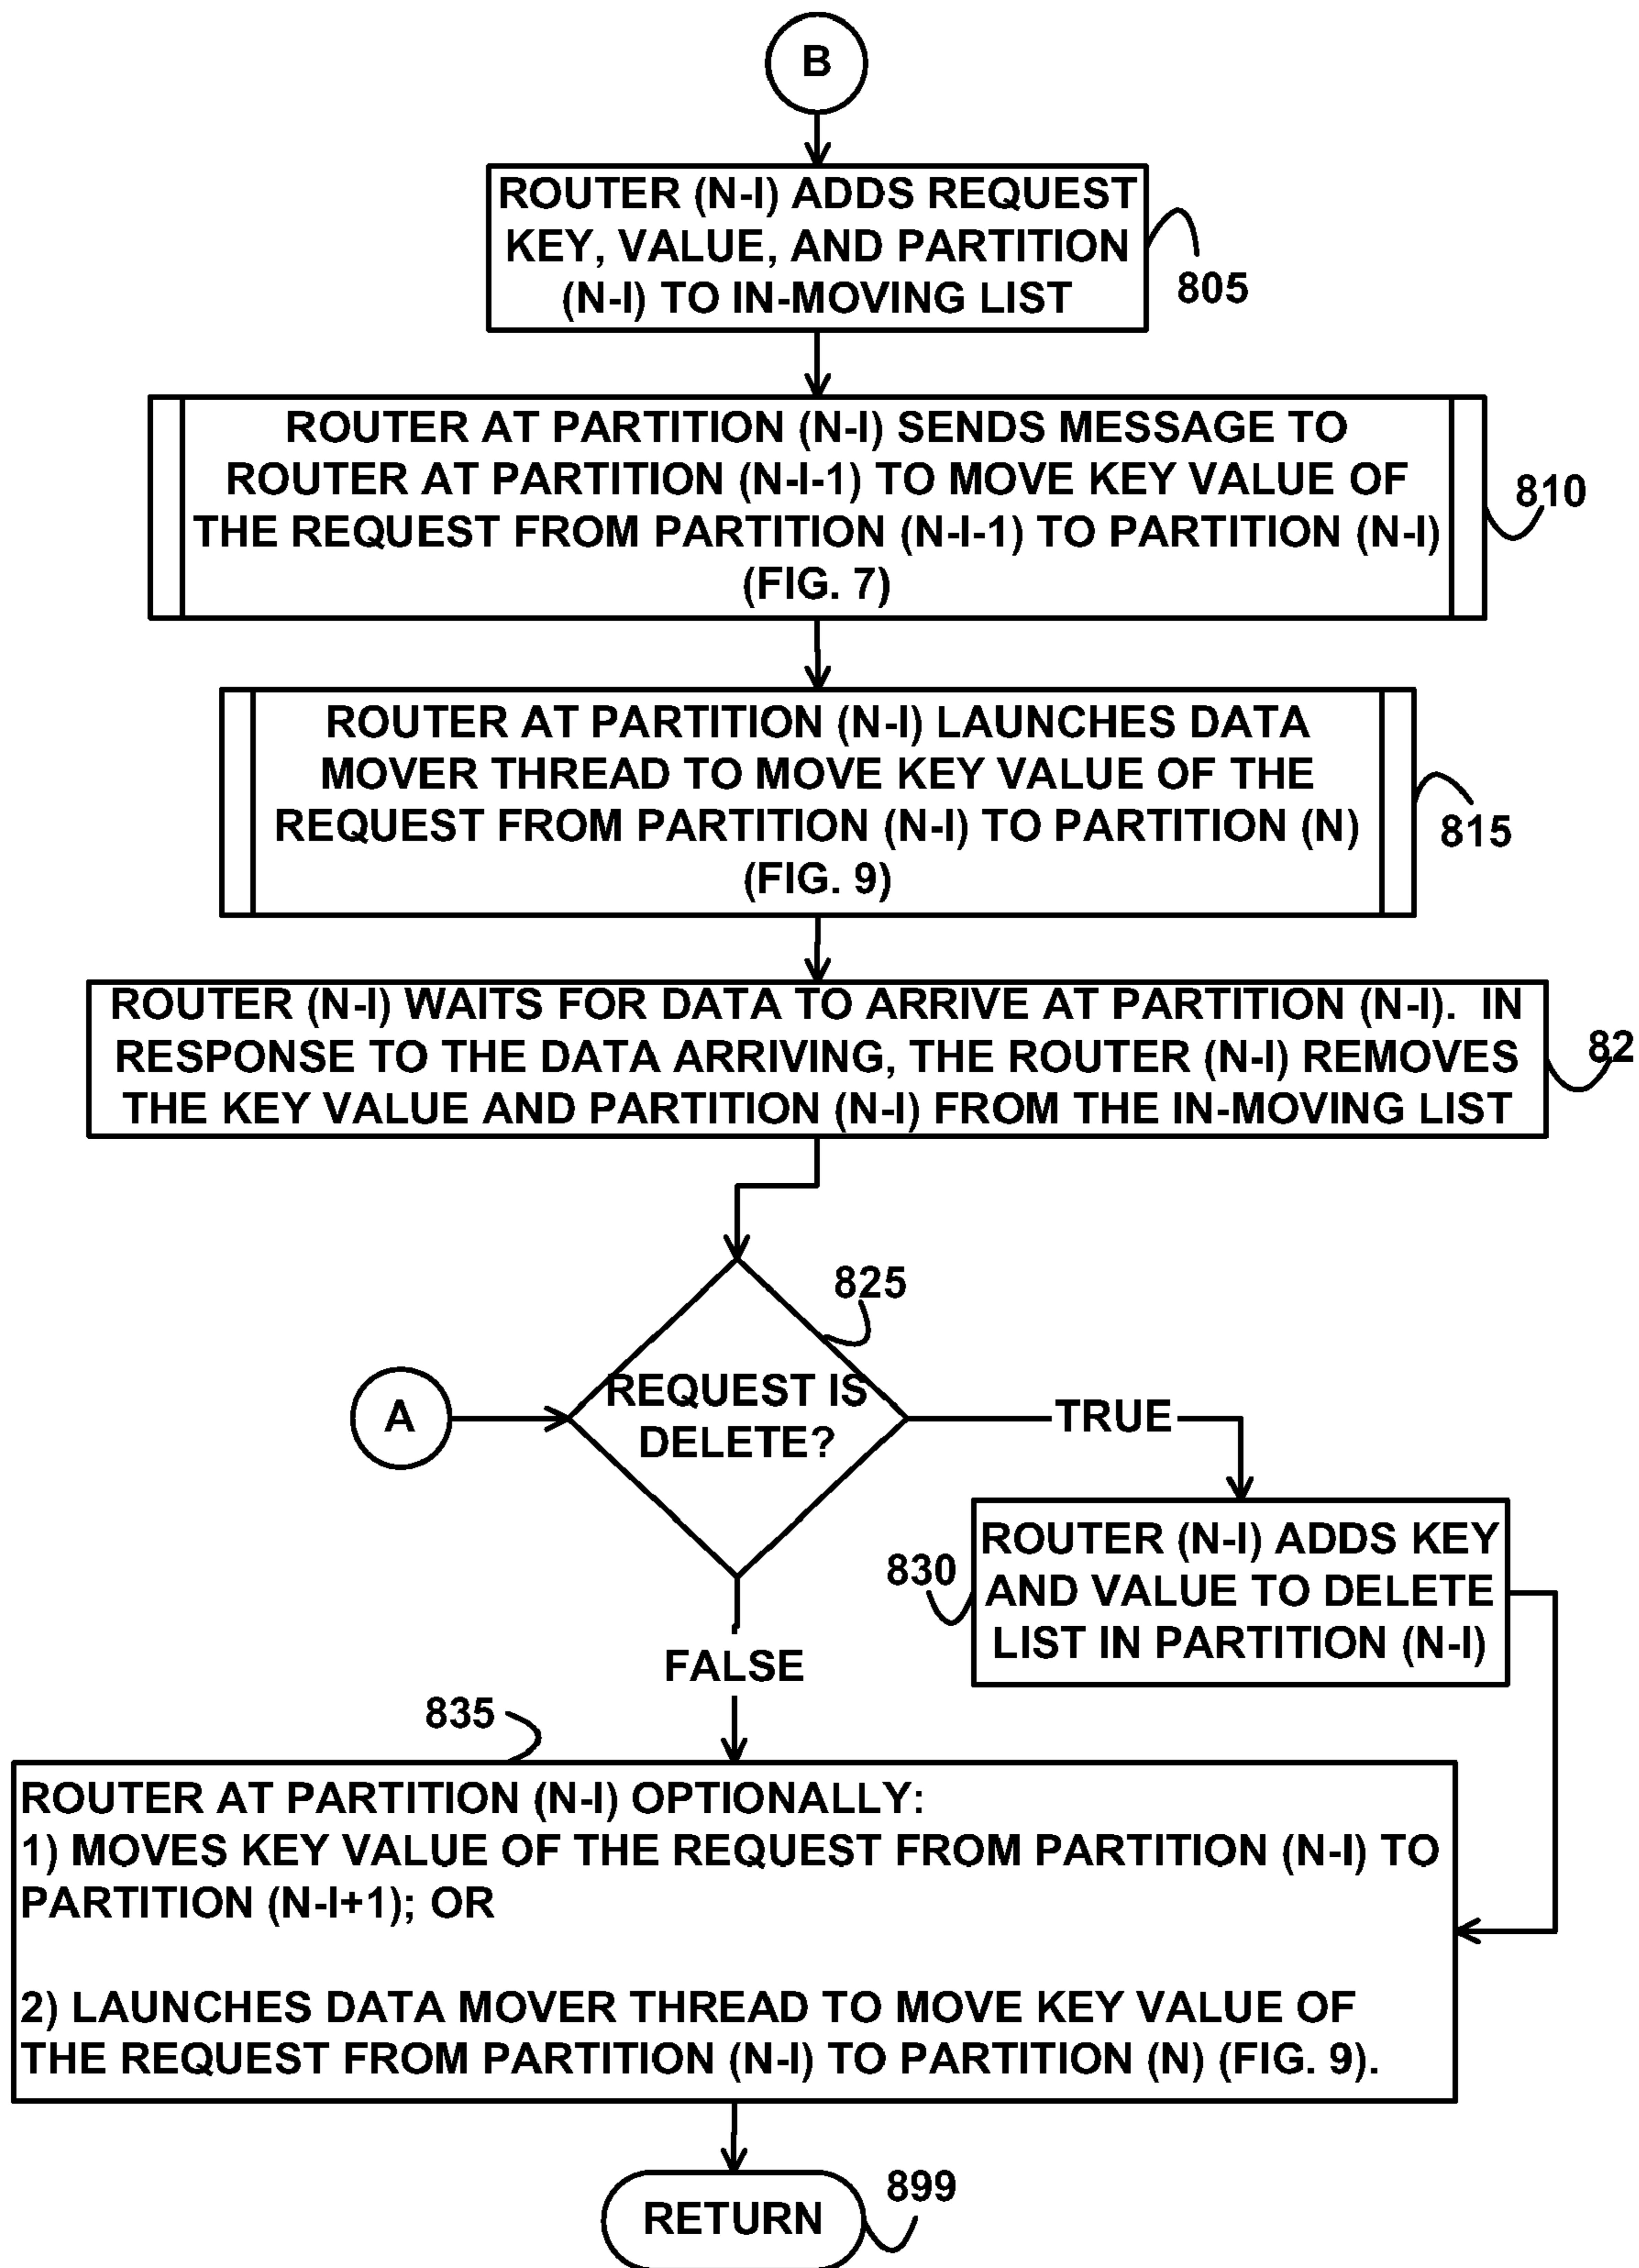 B
ROUTER (N-I) ADDS REQUEST
KEY, VALUE, AND PARTITION
(N-I) TO IN-MOVING LIST
805
ROUTER AT PARTITION (N-I) SENDS MESSAGE TO
ROUTER AT PARTITION (N-I-1) TO MOVE KEY VALUE OF
THE REQUEST FROM PARTITION (N-I-1) TO PARTITION (N-I)
(FIG. 7)
810
ROUTER AT PARTITION (N-I) LAUNCHES DATA
MOVER THREAD TO MOVE KEY VALUE OF THE
REQUEST FROM PARTITION (N-I) TO PARTITION (N)
(FIG. 9)
815
ROUTER (N-I) WAITS FOR DATA TO ARRIVE AT PARTITION (N-I). IN
RESPONSE TO THE DATA ARRIVING, THE ROUTER (N-I) REMOVES
THE KEY VALUE AND PARTITION (N-I) FROM THE IN-MOVING LIST
82
825
REQUEST IS
DELETE?
A
TRUE
ROUTER (N-I) ADDS KEY
AND VALUE TO DELETE
LIST IN PARTITION (N-I)
830
FALSE
835
ROUTER AT PARTITION (N-I) OPTIONALLY:
1) MOVES KEY VALUE OF THE REQUEST FROM PARTITION (N-I) TO
PARTITION (N-I+1); OR
2) LAUNCHES DATA MOVER THREAD TO MOVE KEY VALUE OF
THE REQUEST FROM PARTITION (N-I) TO PARTITION (N) (FIG. 9).
RETURN
899